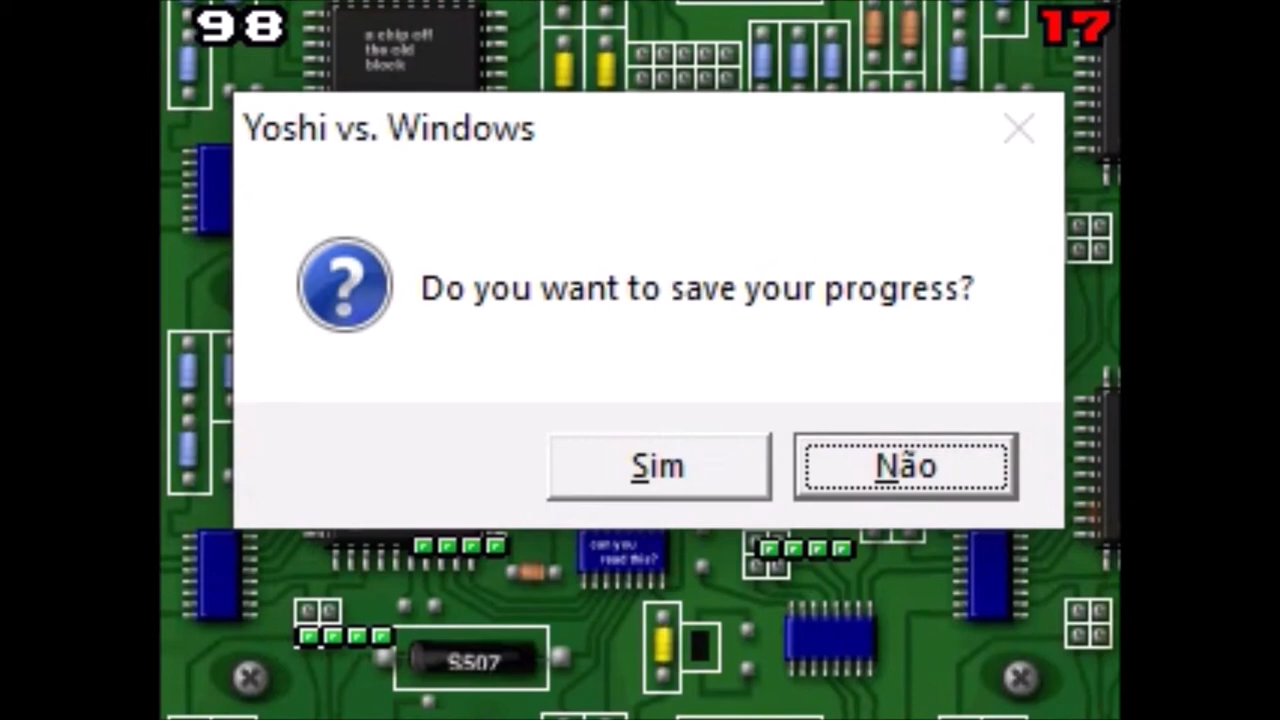 98
17
a chip off
the old
block
Yoshi vs. Windows
Do you want to save your progress?
Sim
Não
can you
read this?
S507